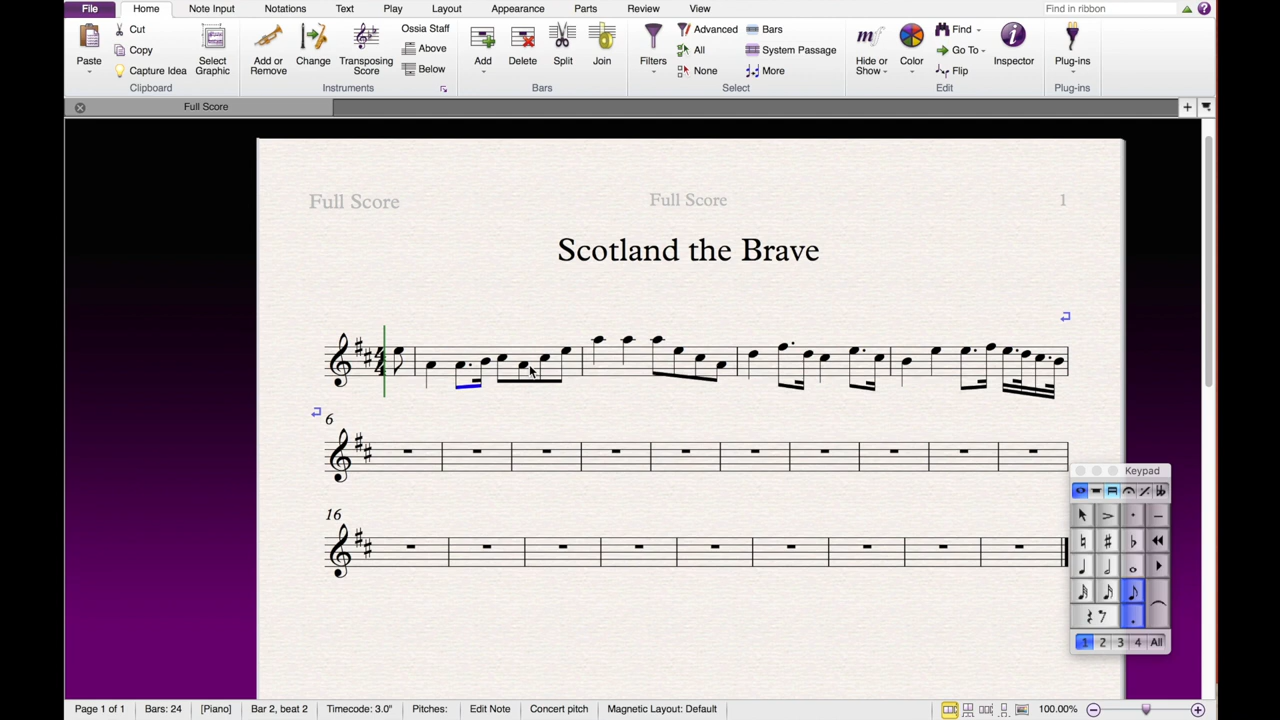 File Home Note Input Notations Text Play Layout Appearance Parts Review View Find in ribbon
Paste Cut Copy Capture Idea Select Graphic
Add or Remove Change Transposing Score Ossia Staff Above Below
Add Delete Split Join
Filters Advanced All None Bars System Passage More
Hide or Show Color Find Go To Flip Inspector Plug-ins
Clipboard Instruments Bars Select Edit Plug-ins
Full Score
Full Score Full Score 1
Scotland the Brave
6
Keypad
16
1 2 3 4 All
Page 1 of 1 Bars: 24 [Piano] Bar 2, beat 2 Timecode: 3.0" Pitches: Edit Note Concert pitch Magnetic Layout: Default 100.00%